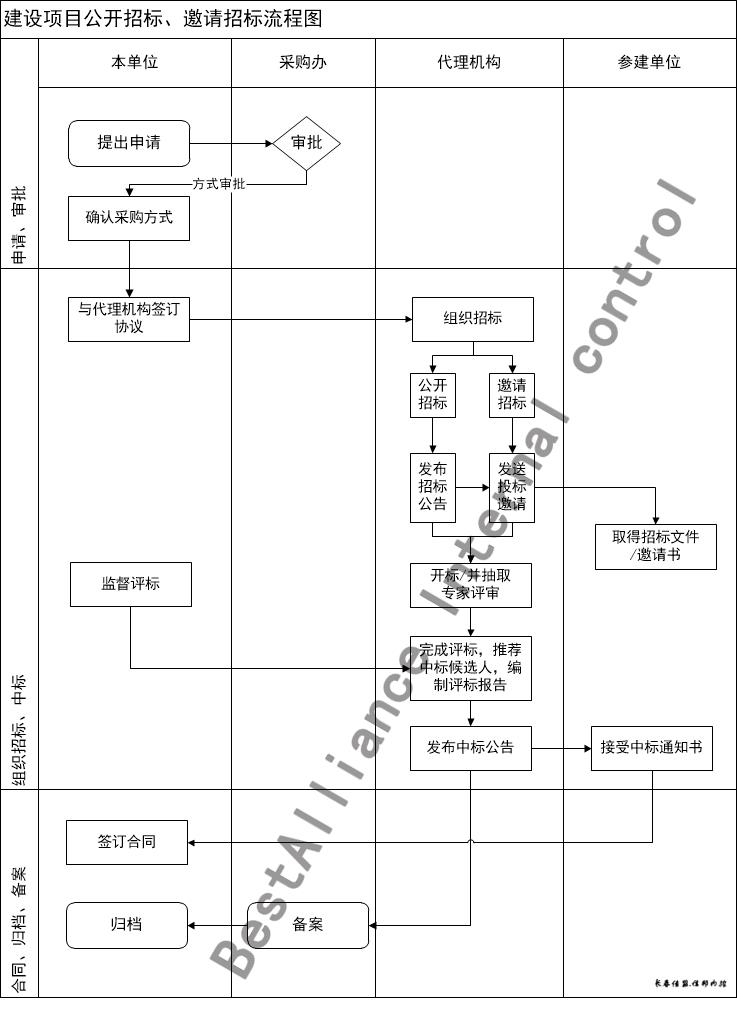 建设项目公开招标、邀请招标流程图
本单位
采购办
代理机构
参建单位
申请、审批
提出申请
审批
方式审批
确认采购方式
组织招标、中标
与代理机构签订
协议
组织招标
公开
招标
邀请
招标
发布
招标
公告
发送
投标
邀请
取得招标文件
/邀请书
开标/并抽取
专家评审
监督评标
完成评标，推荐
中标候选人，编
制评标报告
发布中标公告
接受中标通知书
合同、归档、备案
签订合同
归档
备案
BestAlliance Internal control
长春佳盟.佳邦内控